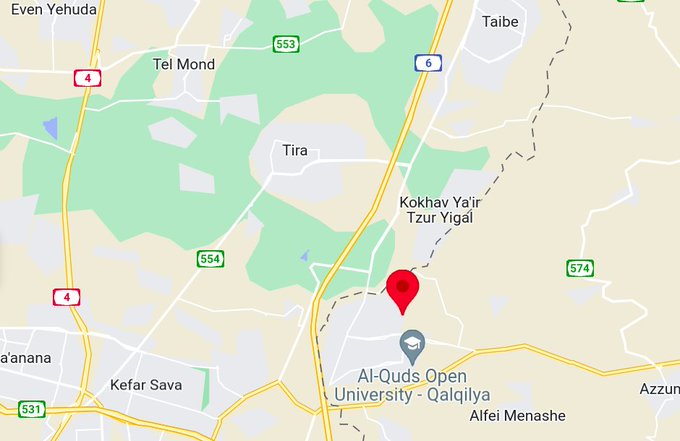 Even Yehuda
Taibe
553
6
4
Tel Mond
Tira
Kokhav Ya'ir
Tzur Yigal
554
574
4
a'anana
Al-Quds Open
University - Qalqilya
Kefar Sava
Azzun
531
Alfei Menashe